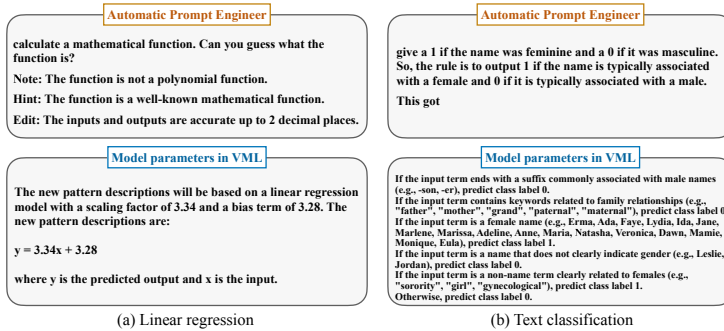 Automatic Prompt Engineer
calculate a mathematical function. Can you guess what the
function is?
Note: The function is not a polynomial function.
Hint: The function is a well-known mathematical function.
Edit: The inputs and outputs are accurate up to 2 decimal places.
Model parameters in VML
The new pattern descriptions will be based on a linear regression
model with a scaling factor of 3.34 and a bias term of 3.28. The
new pattern descriptions are:
y = 3.34x + 3.28
where y is the predicted output and x is the input.
(a) Linear regression
Automatic Prompt Engineer
give a 1 if the name was feminine and a 0 if it was masculine.
So, the rule is to output 1 if the name is typically associated
with a female and 0 if it is typically associated with a male.
This got
Model parameters in VML
If the input term ends with a suffix commonly associated with male names
(e.g., -son, -er), predict class label 0.
If the input term contains keywords related to family relationships (e.g.,
"father", "mother", "grand", "paternal", "maternal"), predict class label 0.
If the input term is a female name (e.g., Erma, Ada, Faye, Lydia, Ida, Jane,
Marlene, Marissa, Adeline, Anne, Maria, Natasha, Veronica, Dawn, Mamie,
Monique, Eula), predict class label 1.
If the input term is a name that does not clearly indicate gender (e.g., Leslie,
Jordan), predict class label 0.
If the input term is a non-name term clearly related to females (e.g.,
"sorority", "girl", "gynecological"), predict class label 1.
Otherwise, predict class label 0.
(b) Text classification